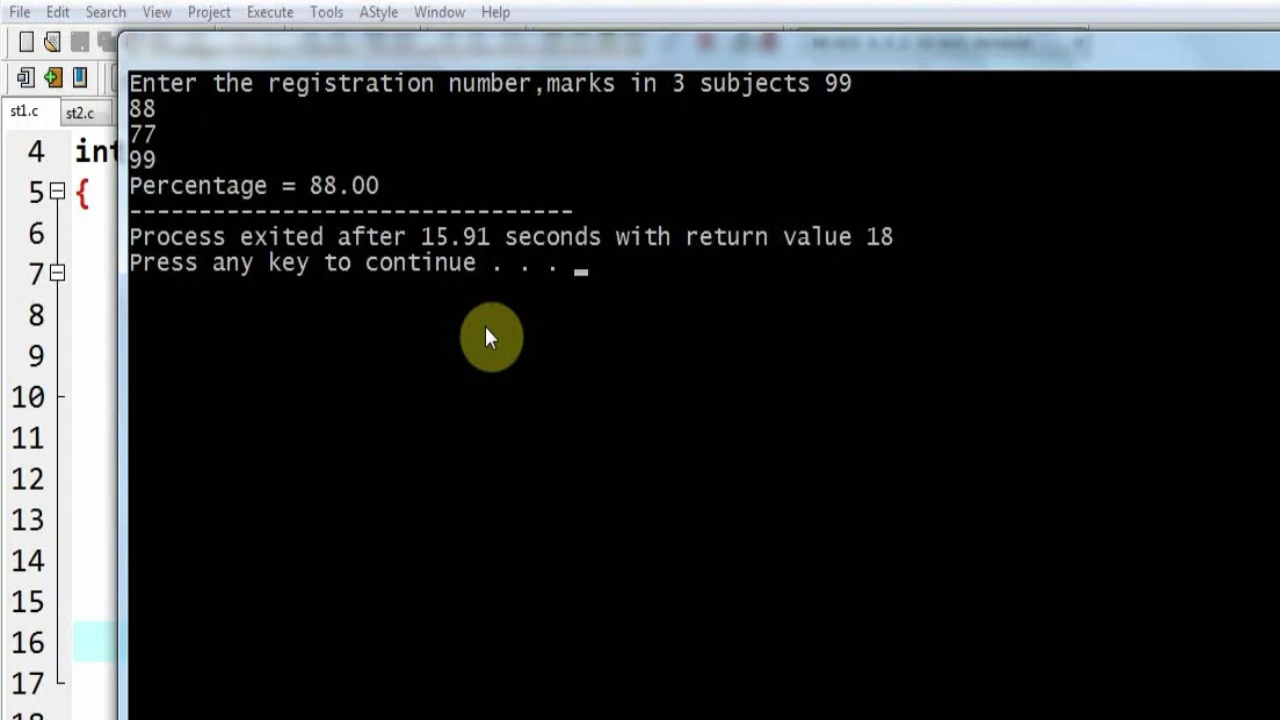 File Edit Search View Project Execute Tools AStyle Window Help
st1.c st2.c
Enter the registration number,marks in 3 subjects 99
88
77
99
Percentage = 88.00
--------------------------------
Process exited after 15.91 seconds with return value 18
Press any key to continue . . .
4 int
5 {
6
7
8
9
10
11
12
13
14
15
16
17
18